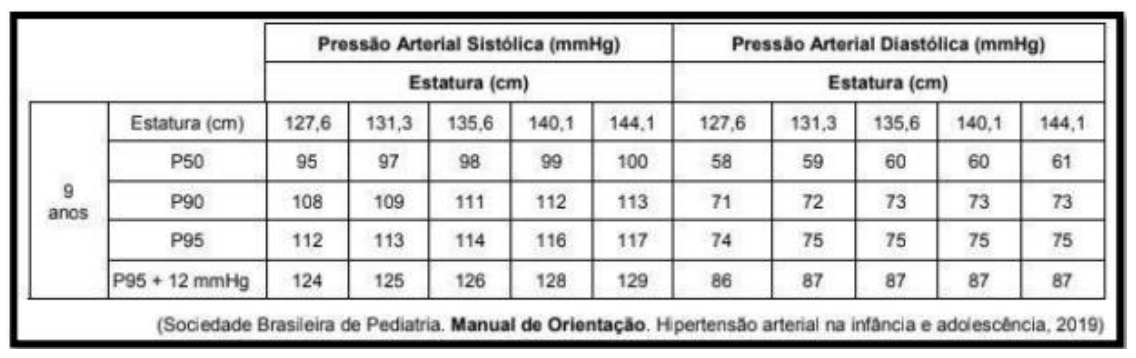 Pressão Arterial Sistólica (mmHg) Pressão Arterial Diastólica (mmHg)
Estatura (cm) Estatura (cm)
9 anos
Estatura (cm) 127,6 131,3 135,6 140,1 144,1 127,6 131,3 135,6 140,1 144,1
P50 95 97 98 99 100 58 59 60 60 61
P90 108 109 111 112 113 71 72 73 73 73
P95 112 113 114 116 117 74 75 75 75 75
P95 + 12 mmHg 124 125 126 128 129 86 87 87 87 87
(Sociedade Brasileira de Pediatria. Manual de Orientação. Hipertensão arterial na infância e adolescência, 2019)